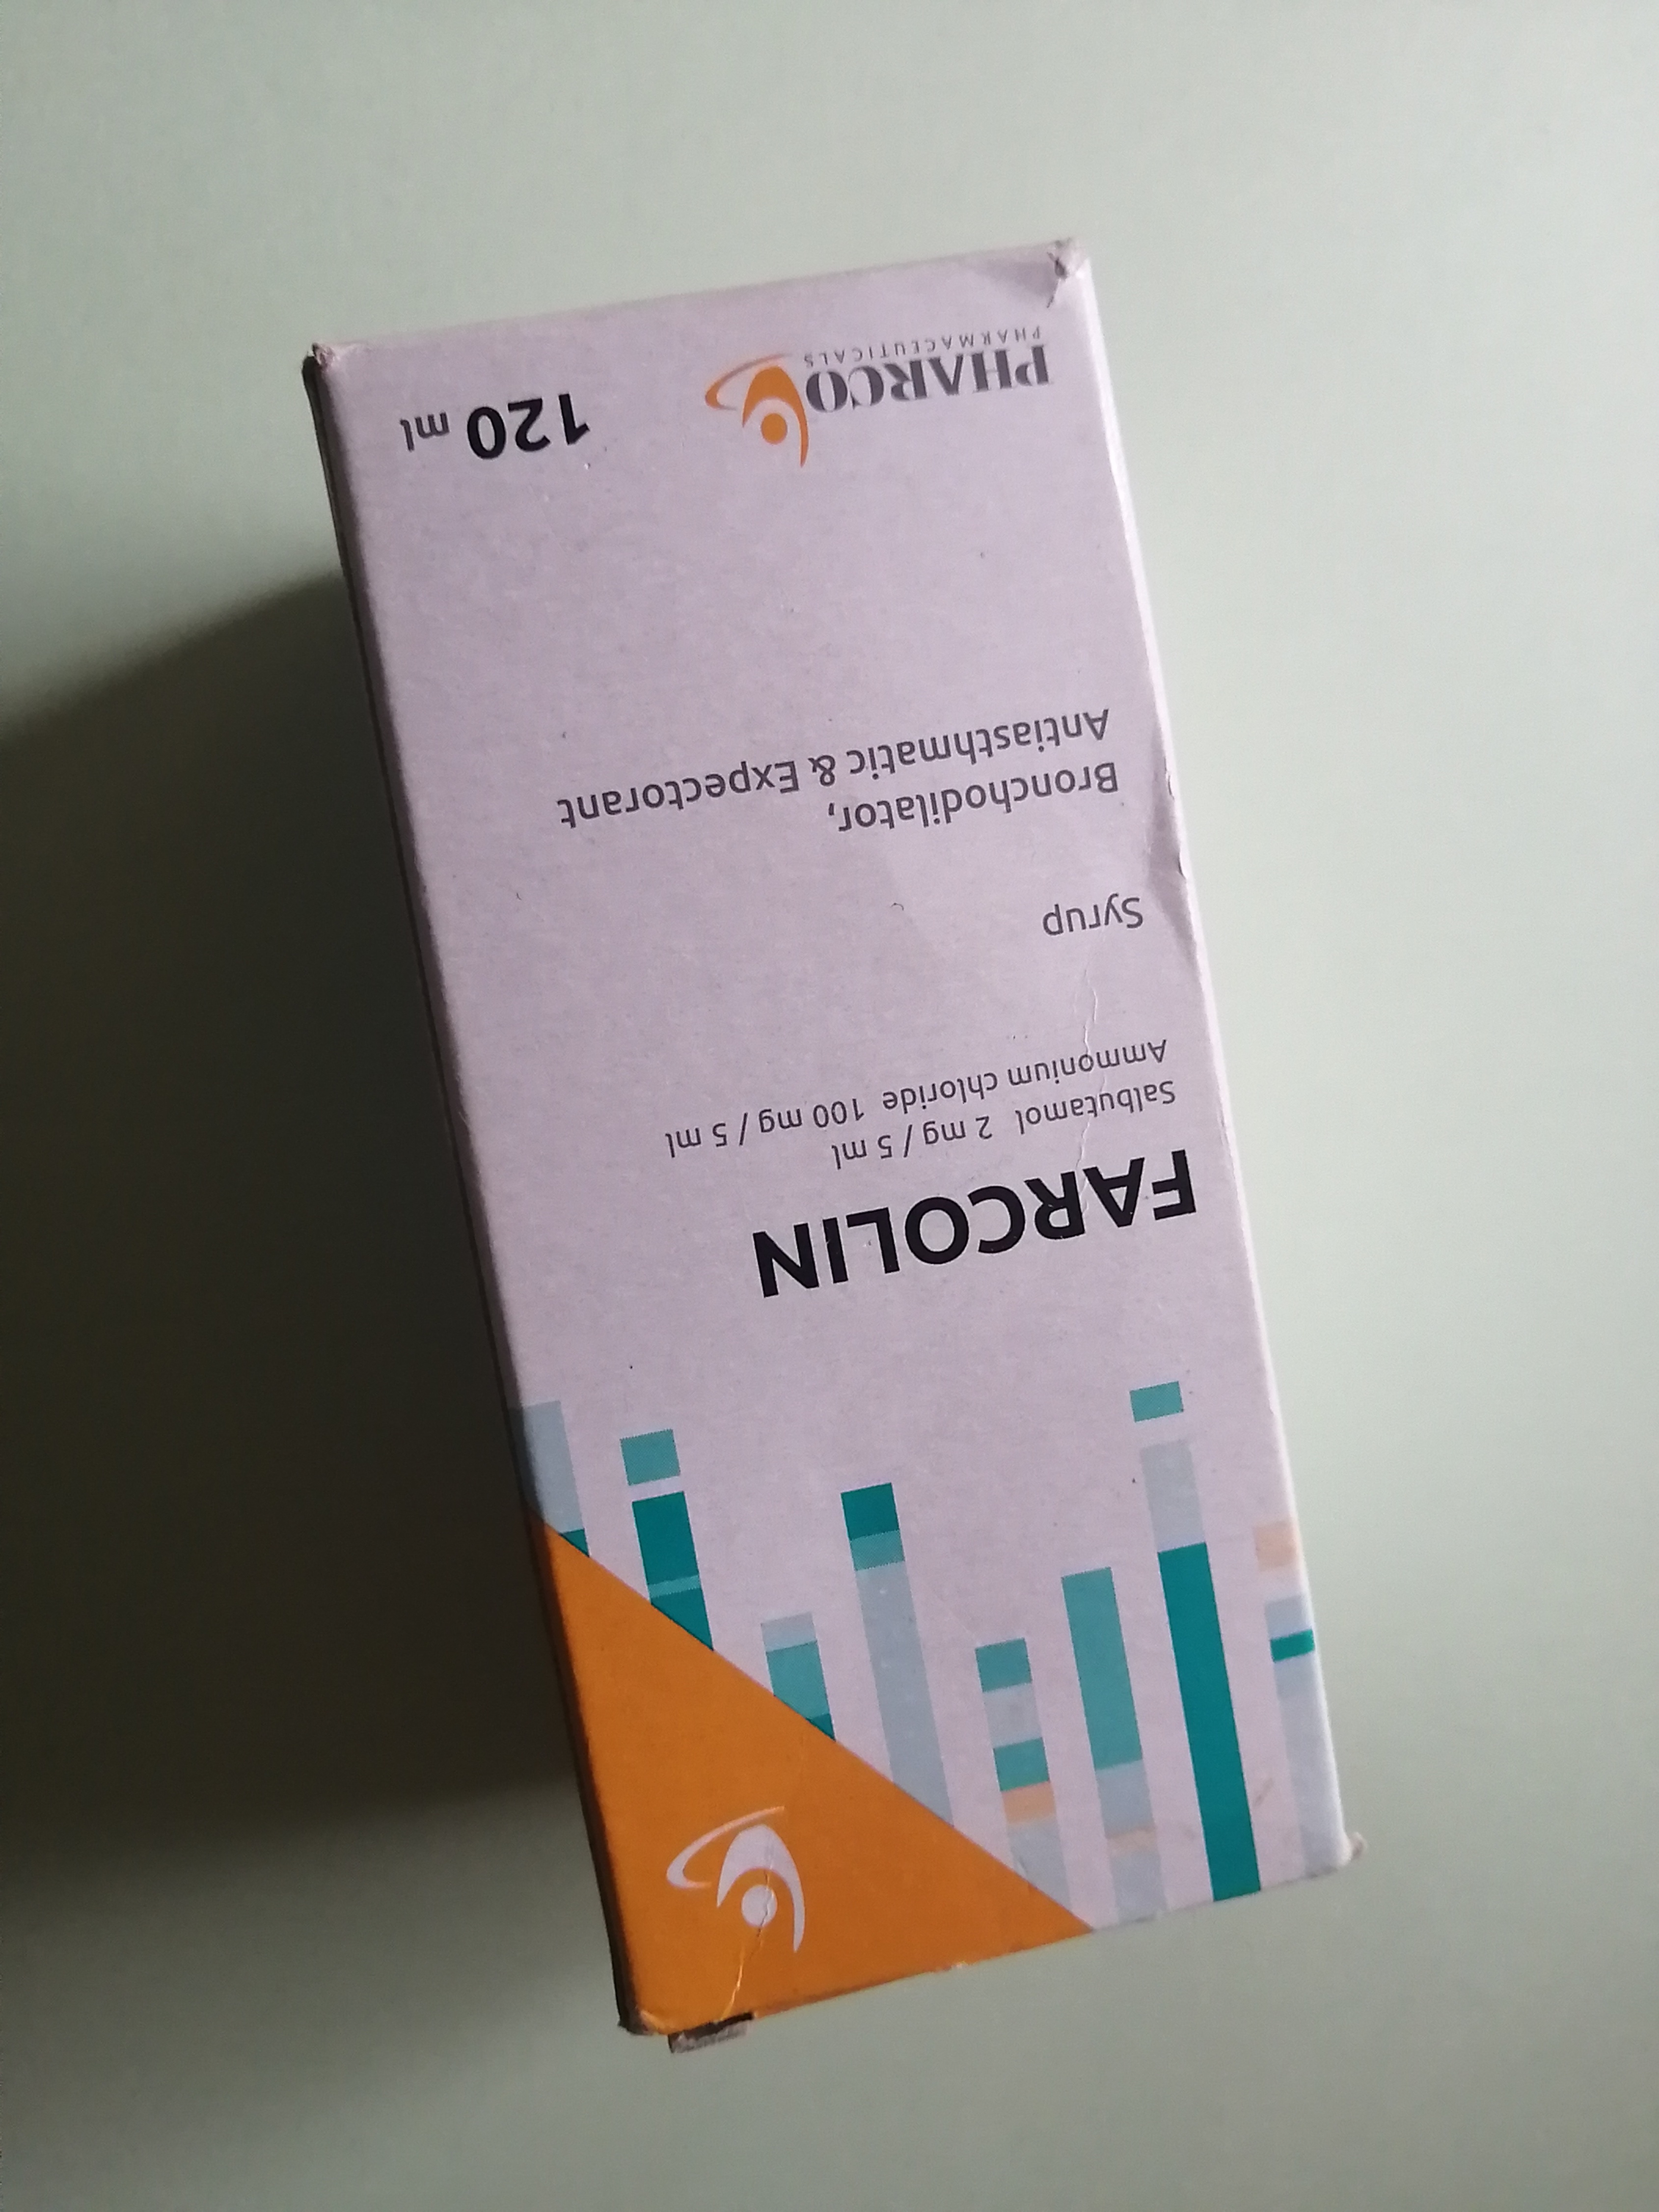 FARCOLIN
Salbutamol 2 mg / 5 ml
Ammonium chloride 100 mg / 5 ml
Syrup
Bronchodilator,
Antiasthmatic & Expectorant
PHARCO
PHARMACEUTICALS
120 ml